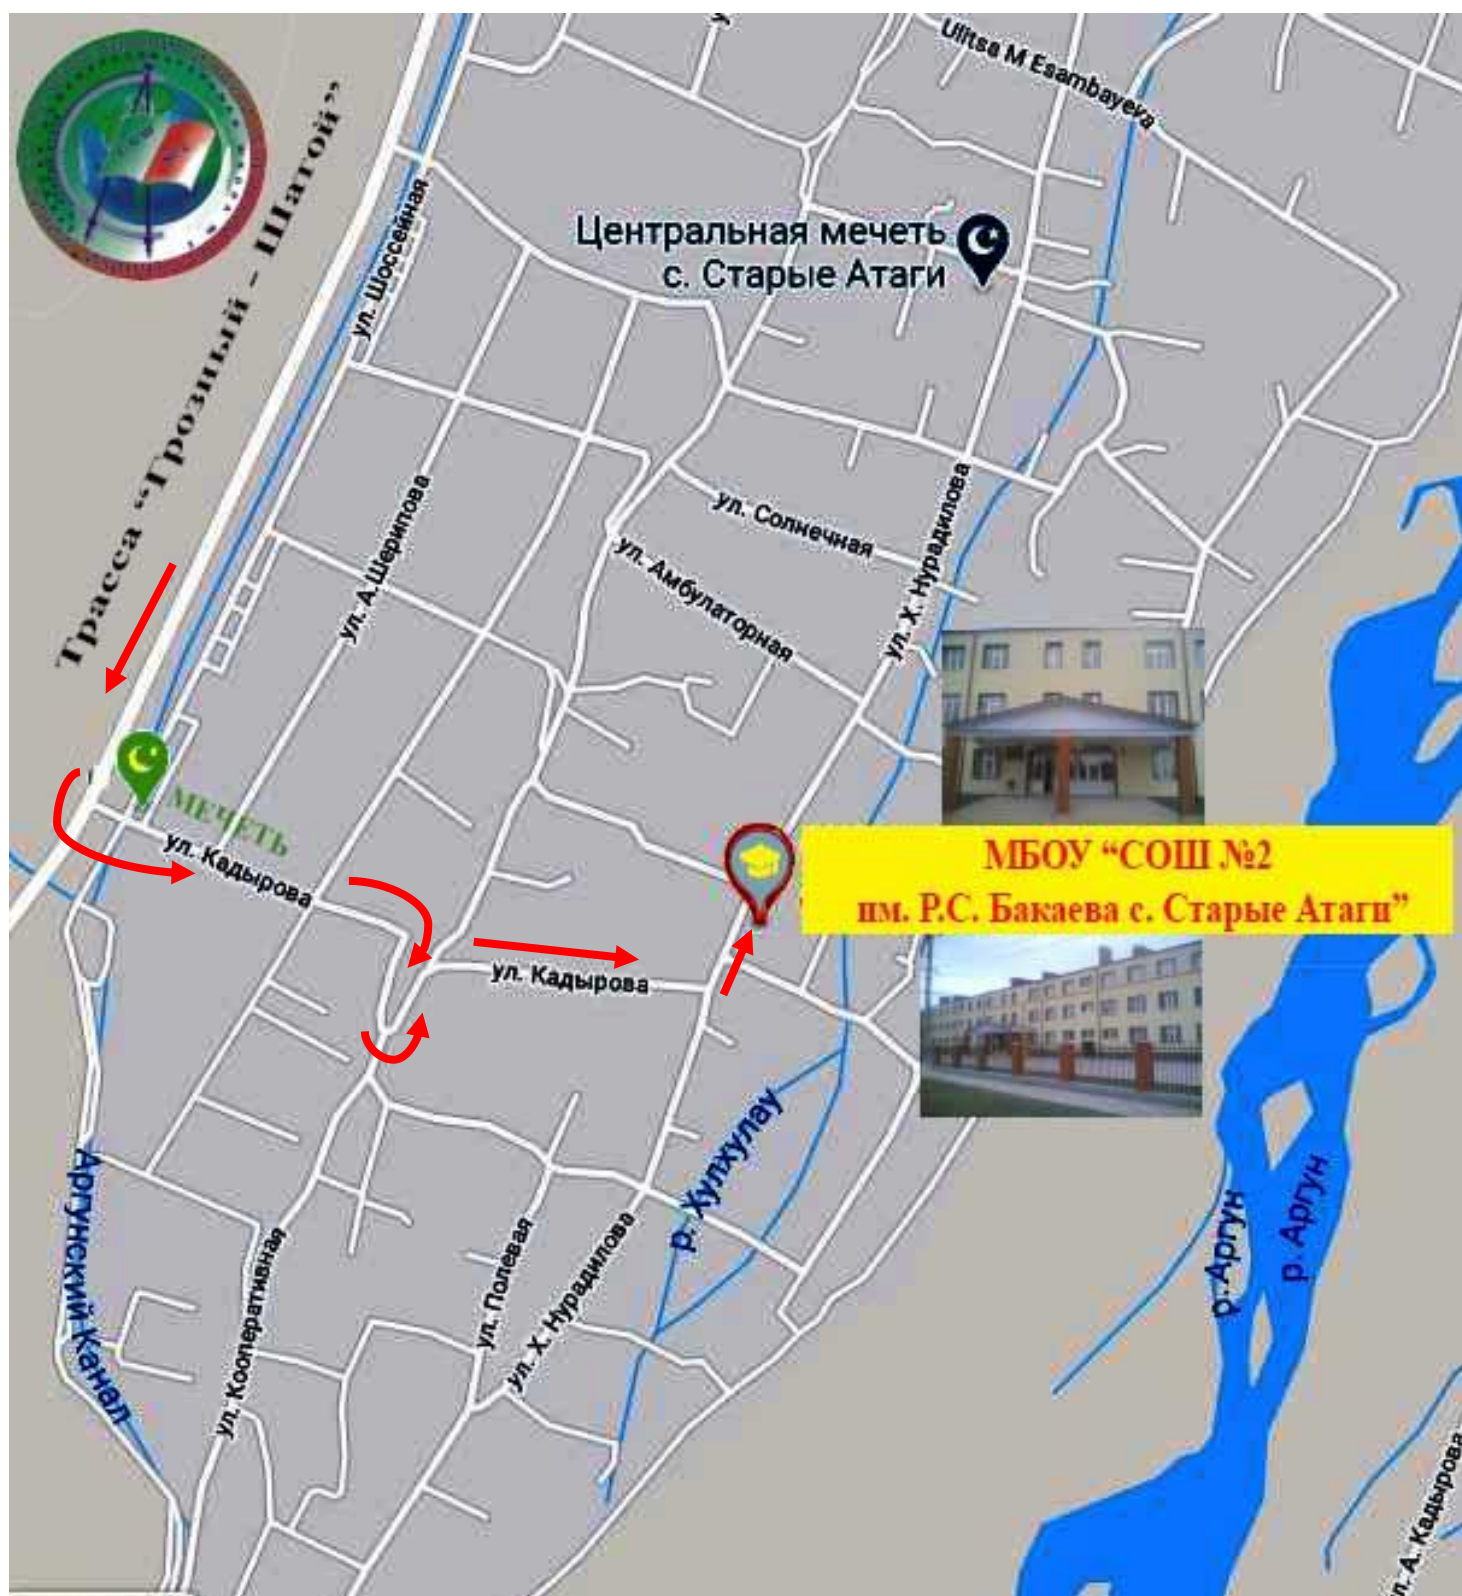 Ulitsa M Esambayeva
Трасса “Грозный - Шатой”
ул. Шоссейная
Центральная мечеть
с. Старые Атаги
ул. А.Шерипова
ул. Солнечная
ул. Х. Нурадилова
ул. Амбулаторная
МЕЧЕТЬ
ул. Кадырова
МБОУ “СОШ №2
им. Р.С. Бакаева с. Старые Атаги”
ул. Кадырова
р. Хулхулау
Аргунский Канал
р. Аргун
р. Аргун
ул. Кооперативная
ул. Полевая
ул. Х. Нурадилова
ул. А. Кадырова